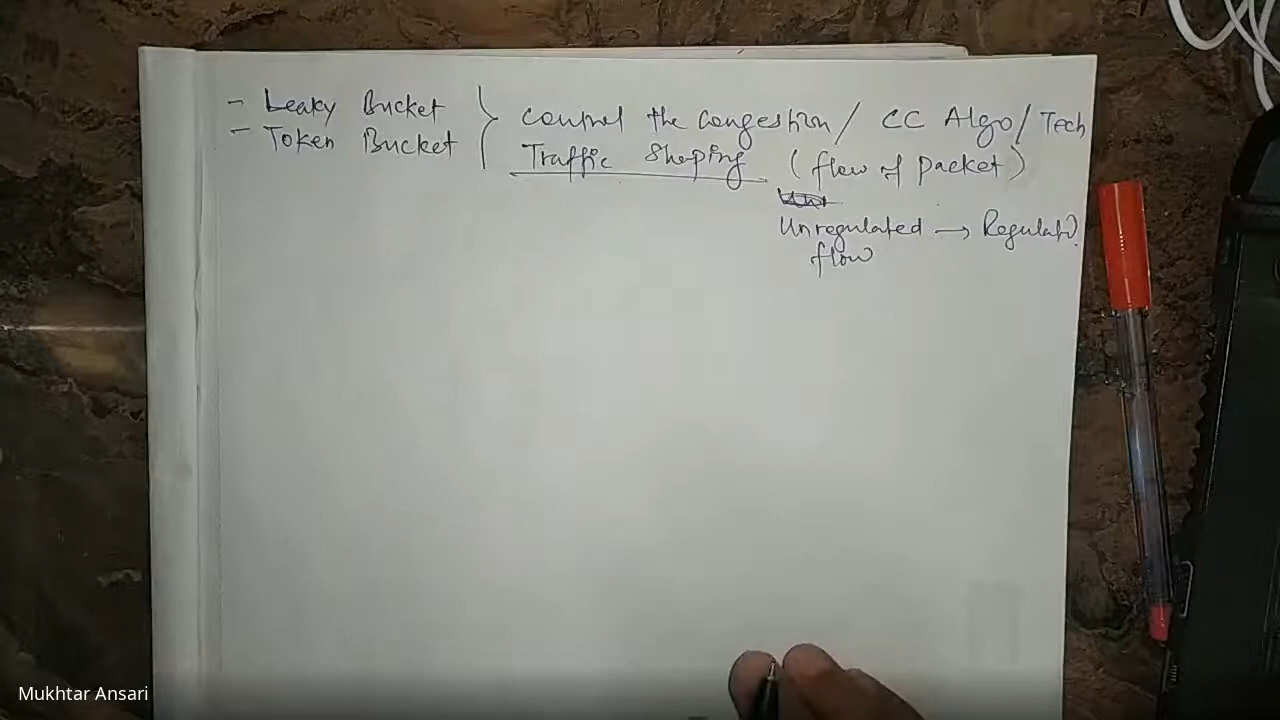 - Leaky Bucket
- Token Bucket
Control the Congestion / CC Algo / Tech
Traffic Shaping (flow of packet)
Unregulated → Regulatd
flow
Mukhtar Ansari